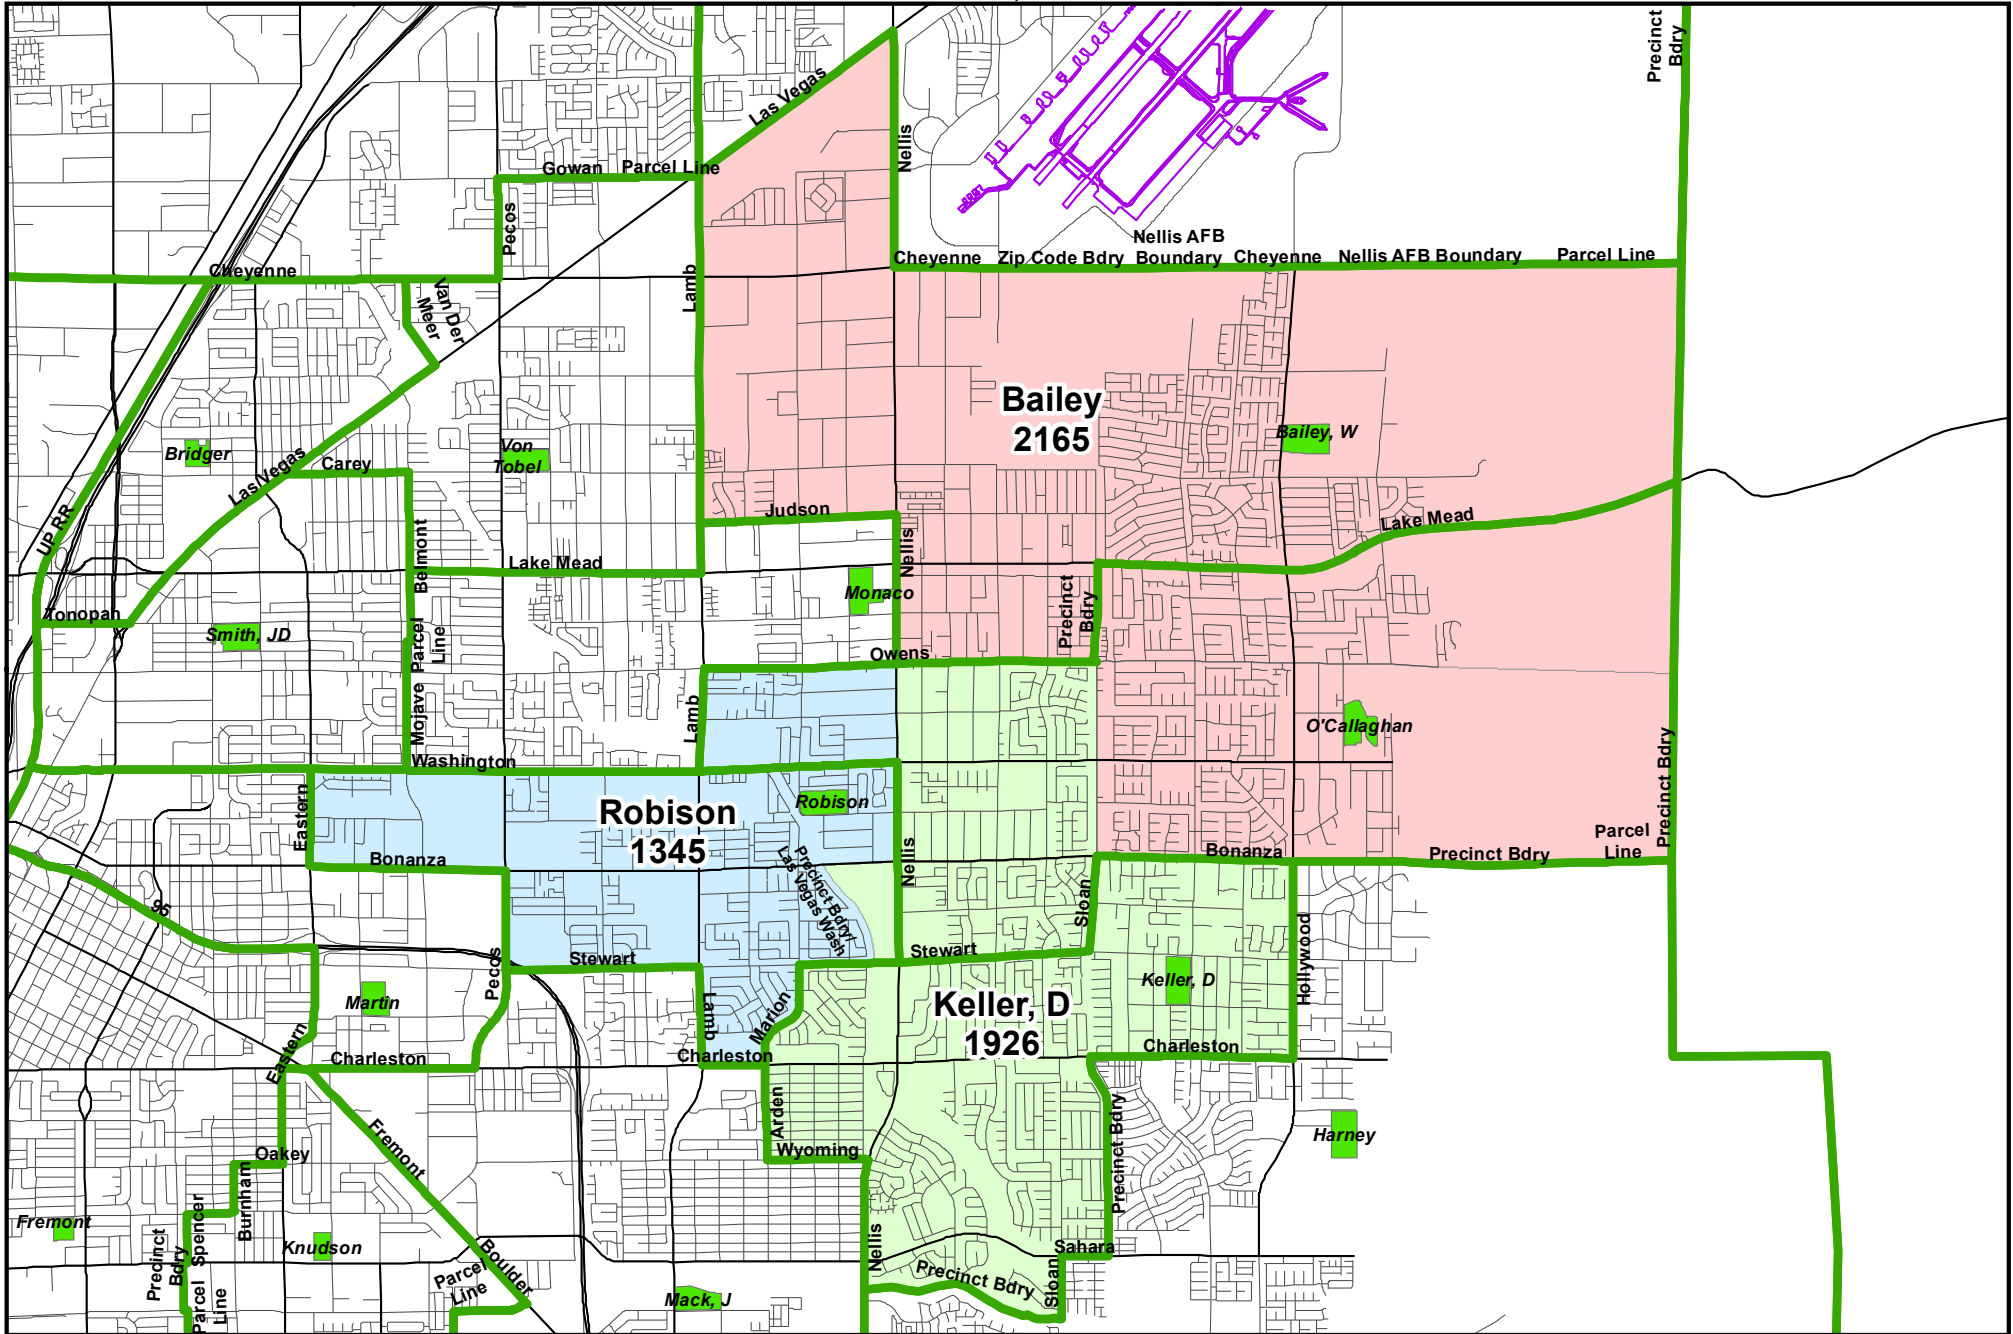 Precinct
Bdry
Las Vegas
Nellis
Gowan
Parcel Line
Pecos
Nellis AFB
Cheyenne
Zip Code Bdry
Boundary
Cheyenne
Nellis AFB Boundary
Parcel Line
Cheyenne
Lamb
Van Der
Meer
Bailey
2165
Bailey, W
Bridger
Von
Tobel
Las Vegas
Carey
UP RR
Judson
Lake Mead
Belmont
Lake Mead
Nellis
Monaco
Precinct
Bdry
Tonopah
Smith, JD
Parcel
Line
Owens
Mojave
Lamb
O'Callaghan
Washington
Precinct Bdry
Eastern
Robison
1345
Robison
Bonanza
Precinct Bdry/
Las Vegas Wash
Nellis
Bonanza
Precinct Bdry
Parcel
Line
95
Sloan
Hollywood
Pecos
Stewart
Stewart
Keller, D
Martin
Lamb
Marion
Keller, D
1926
Eastern
Charleston
Charleston
Charleston
Fremont
Arden
Precinct Bdry
Harney
Oakey
Wyoming
Burnham
Fremont
Spencer
Precinct
Bdry
Knudson
Boulder
Parcel
Line
Nellis
Sahara
Precinct Bdry
Sloan
Parcel
Line
Mack, J